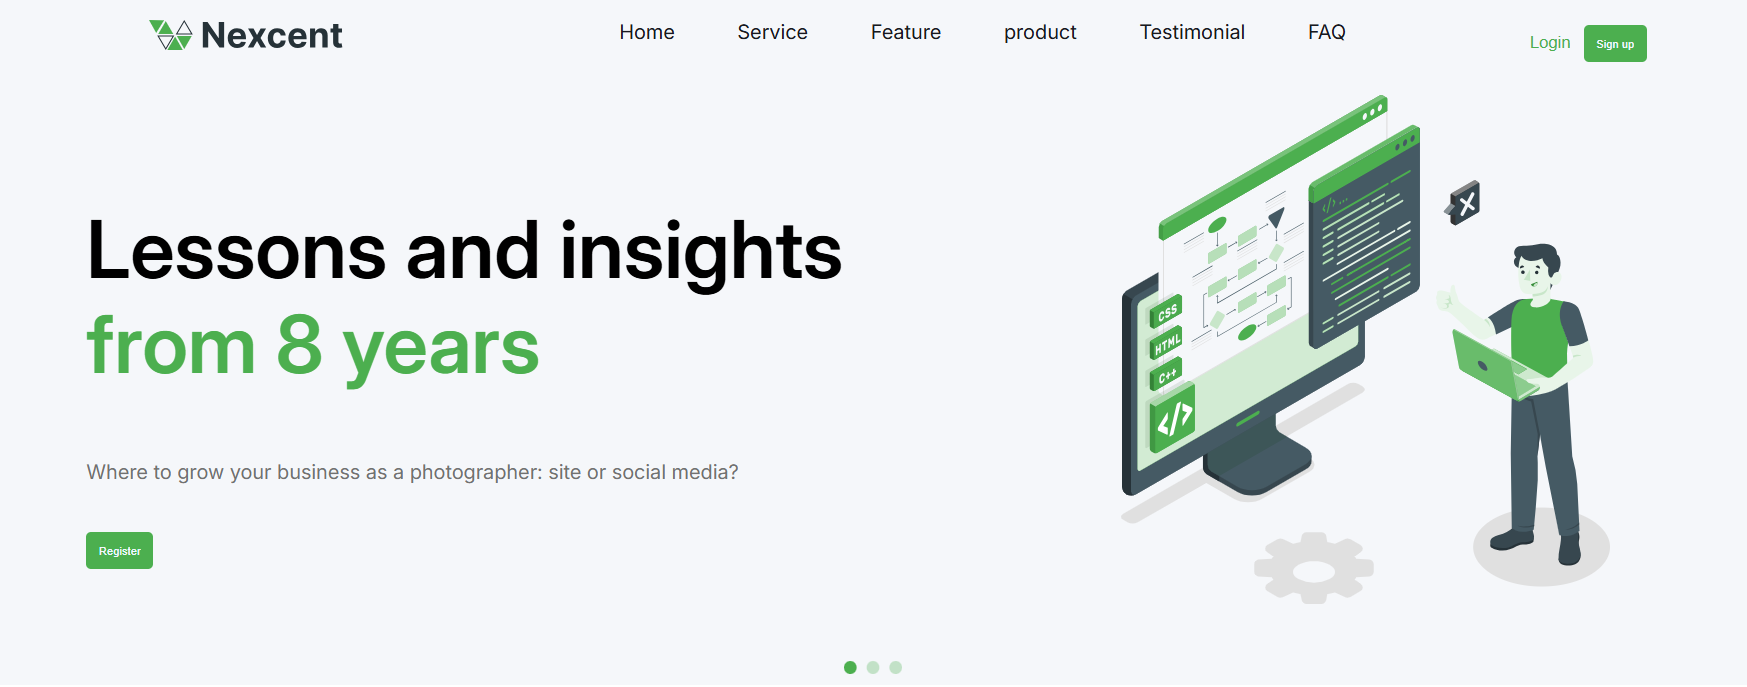 Nexcent
Home Service Feature product Testimonial FAQ
Login Sign up
Lessons and insights
from 8 years
Where to grow your business as a photographer: site or social media?
Register
CSS
HTML
C++
</>
</> ...
X